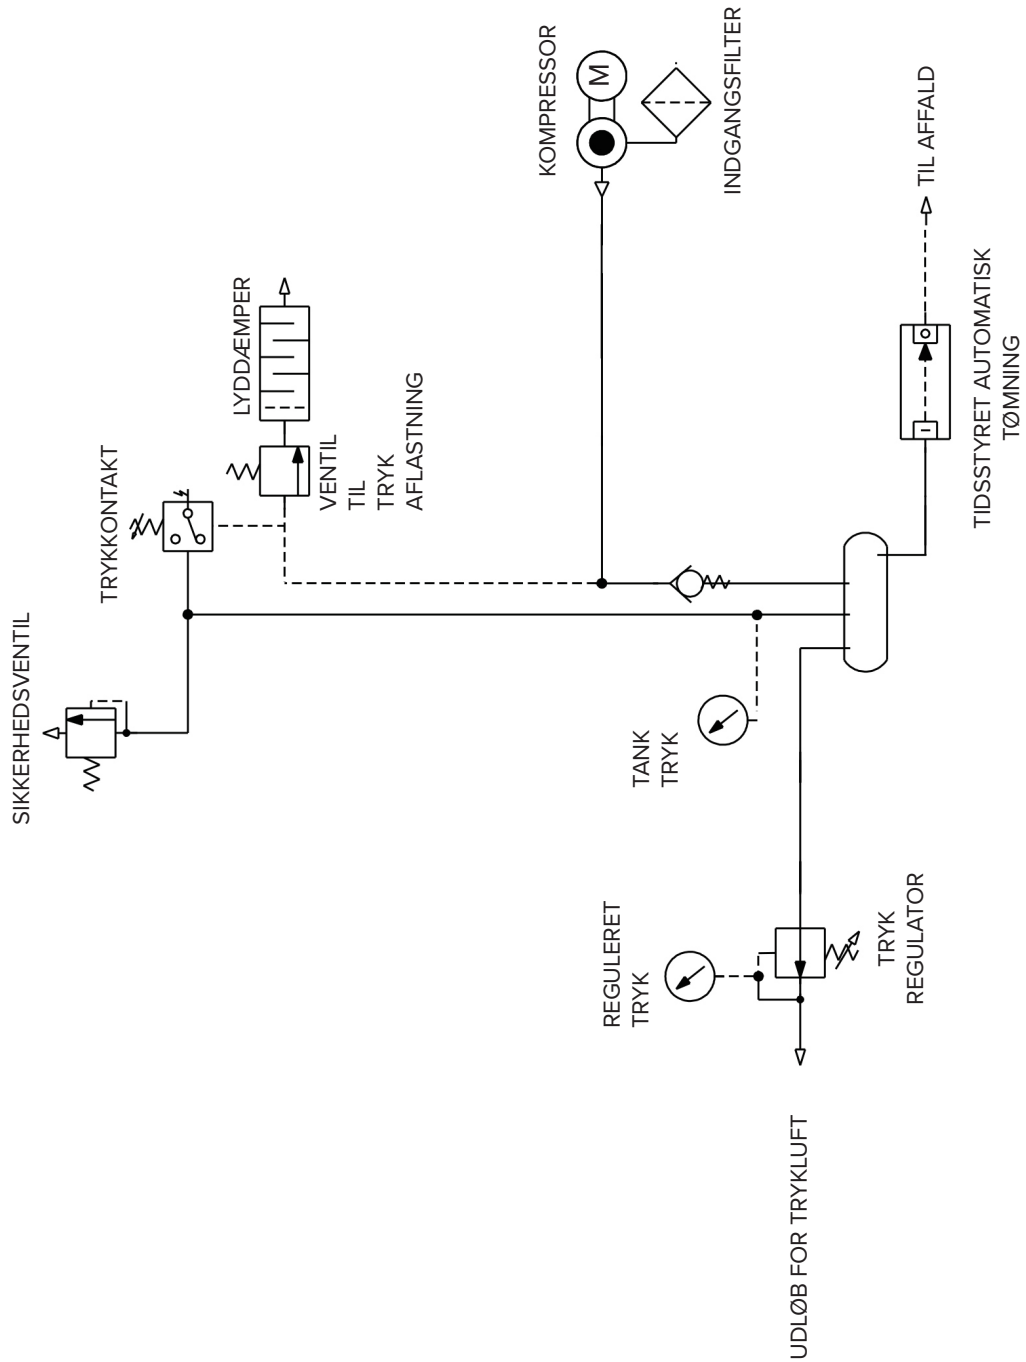 SIKKERHEDSVENTIL
TRYKKONTAKT
LYDDÆMPER
VENTIL
TIL
TRYK
AFLASTNING
KOMPRESSOR
M
INDGANGSFILTER
TIL AFFALD
TIDSSTYRET AUTOMATISK
TØMNING
I
O
TANK
TRYK
REGULERET
TRYK
TRYK
REGULATOR
UDLØB FOR TRYKLUFT